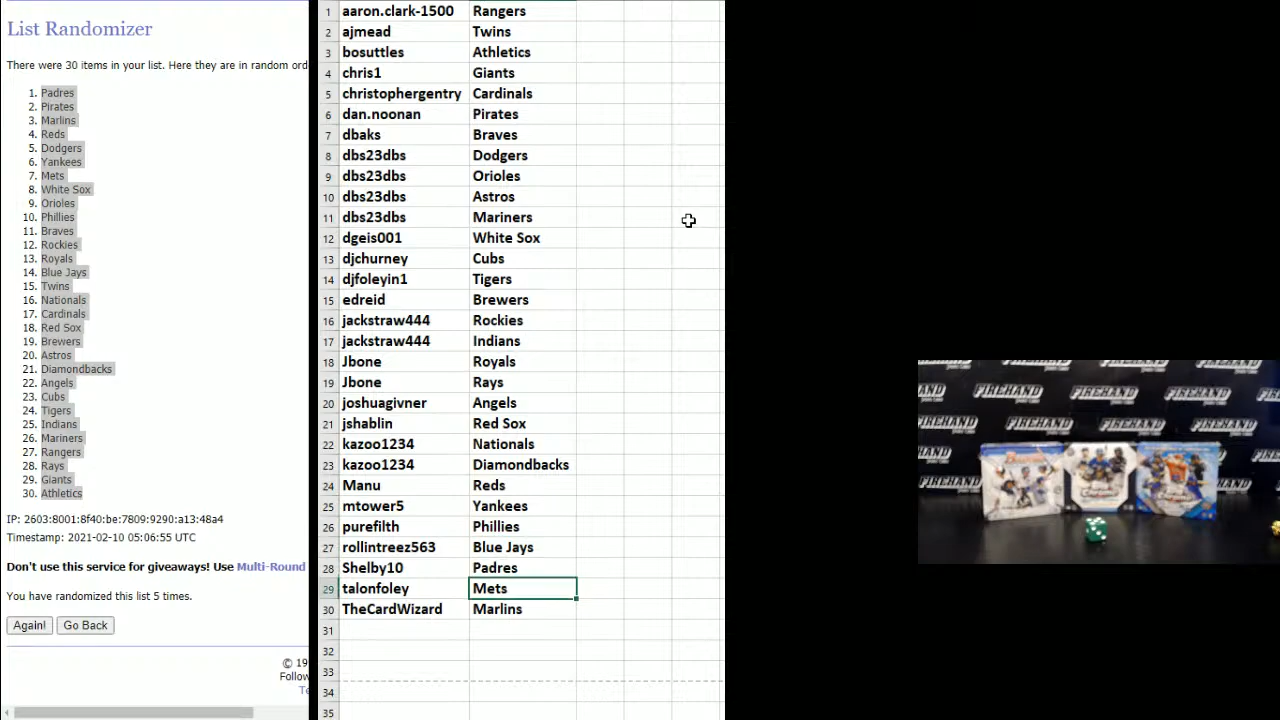 List Randomizer
There were 30 items in your list. Here they are in random ord
1. Padres
2. Pirates
3. Marlins
4. Reds
5. Dodgers
6. Yankees
7. Mets
8. White Sox
9. Orioles
10. Phillies
11. Braves
12. Rockies
13. Royals
14. Blue Jays
15. Twins
16. Nationals
17. Cardinals
18. Red Sox
19. Brewers
20. Astros
21. Diamondbacks
22. Angels
23. Cubs
24. Tigers
25. Indians
26. Mariners
27. Rangers
28. Rays
29. Giants
30. Athletics
IP: 2603:8001:8f40:be:7809:9290:a13:48a4
Timestamp: 2021-02-10 05:06:55 UTC
Don't use this service for giveaways! Use Multi-Round
You have randomized this list 5 times.
Again! Go Back
© 19
Follow
Te
1 aaron.clark-1500 Rangers
2 ajmead Twins
3 bosuttles Athletics
4 chris1 Giants
5 christophergentry Cardinals
6 dan.noonan Pirates
7 dbaks Braves
8 dbs23dbs Dodgers
9 dbs23dbs Orioles
10 dbs23dbs Astros
11 dbs23dbs Mariners
12 dgeis001 White Sox
13 djchurney Cubs
14 djfoleyin1 Tigers
15 edreid Brewers
16 jackstraw444 Rockies
17 jackstraw444 Indians
18 Jbone Royals
19 Jbone Rays
20 joshuagivner Angels
21 jshablin Red Sox
22 kazoo1234 Nationals
23 kazoo1234 Diamondbacks
24 Manu Reds
25 mtower5 Yankees
26 purefilth Phillies
27 rollintreez563 Blue Jays
28 Shelby10 Padres
29 talonfoley Mets
30 TheCardWizard Marlins
31
32
33
34
35
FIREHAND
FIREHAND
FIREHAND
FIREHAND